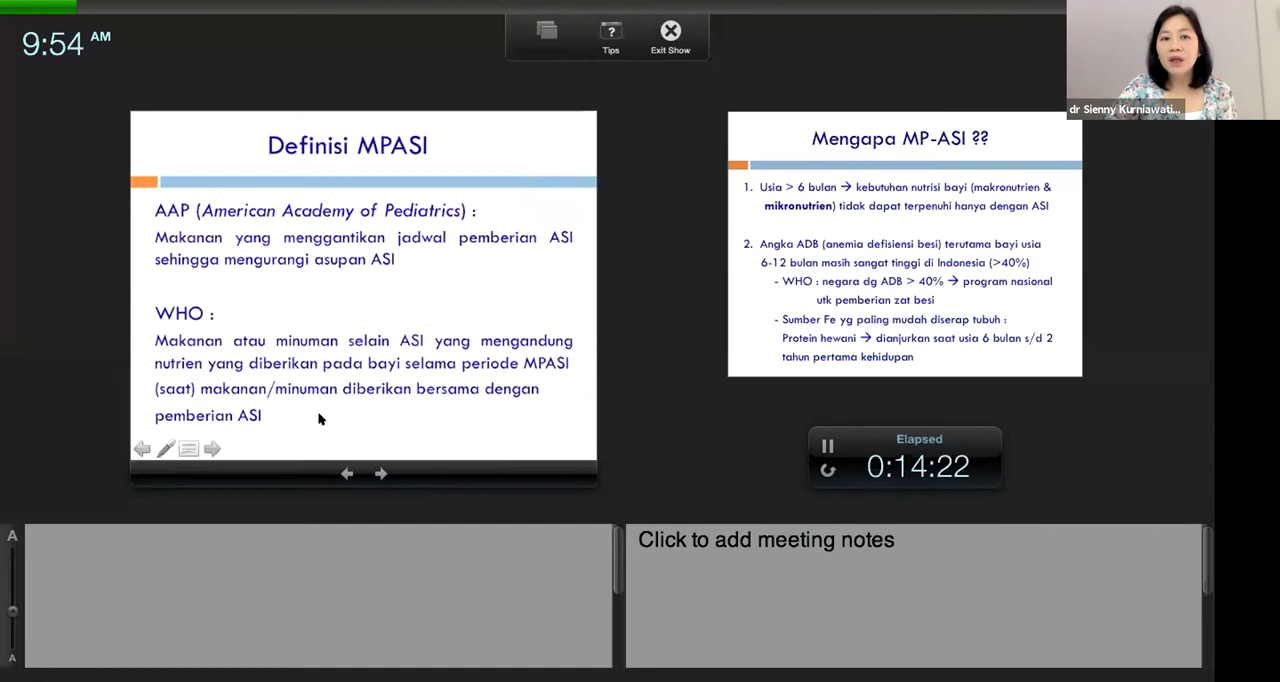 9:54 AM
Tips
Exit Show
dr Sienny Kurniawati...
Definisi MPASI
AAP (American Academy of Pediatrics) :
Makanan yang menggantikan jadwal pemberian ASI
sehingga mengurangi asupan ASI
WHO :
Makanan atau minuman selain ASI yang mengandung
nutrien yang diberikan pada bayi selama periode MPASI
(saat) makanan/minuman diberikan bersama dengan
pemberian ASI
Mengapa MP-ASI ??
1. Usia > 6 bulan → kebutuhan nutrisi bayi (makronutrien &
mikronutrien) tidak dapat terpenuhi hanya dengan ASI
2. Angka ADB (anemia defisiensi besi) terutama bayi usia
6-12 bulan masih sangat tinggi di Indonesia (>40%)
- WHO : negara dg ADB > 40% → program nasional
utk pemberian zat besi
- Sumber Fe yg paling mudah diserap tubuh :
Protein hewani → dianjurkan saat usia 6 bulan s/d 2
tahun pertama kehidupan
Elapsed
0:14:22
A
A
Click to add meeting notes